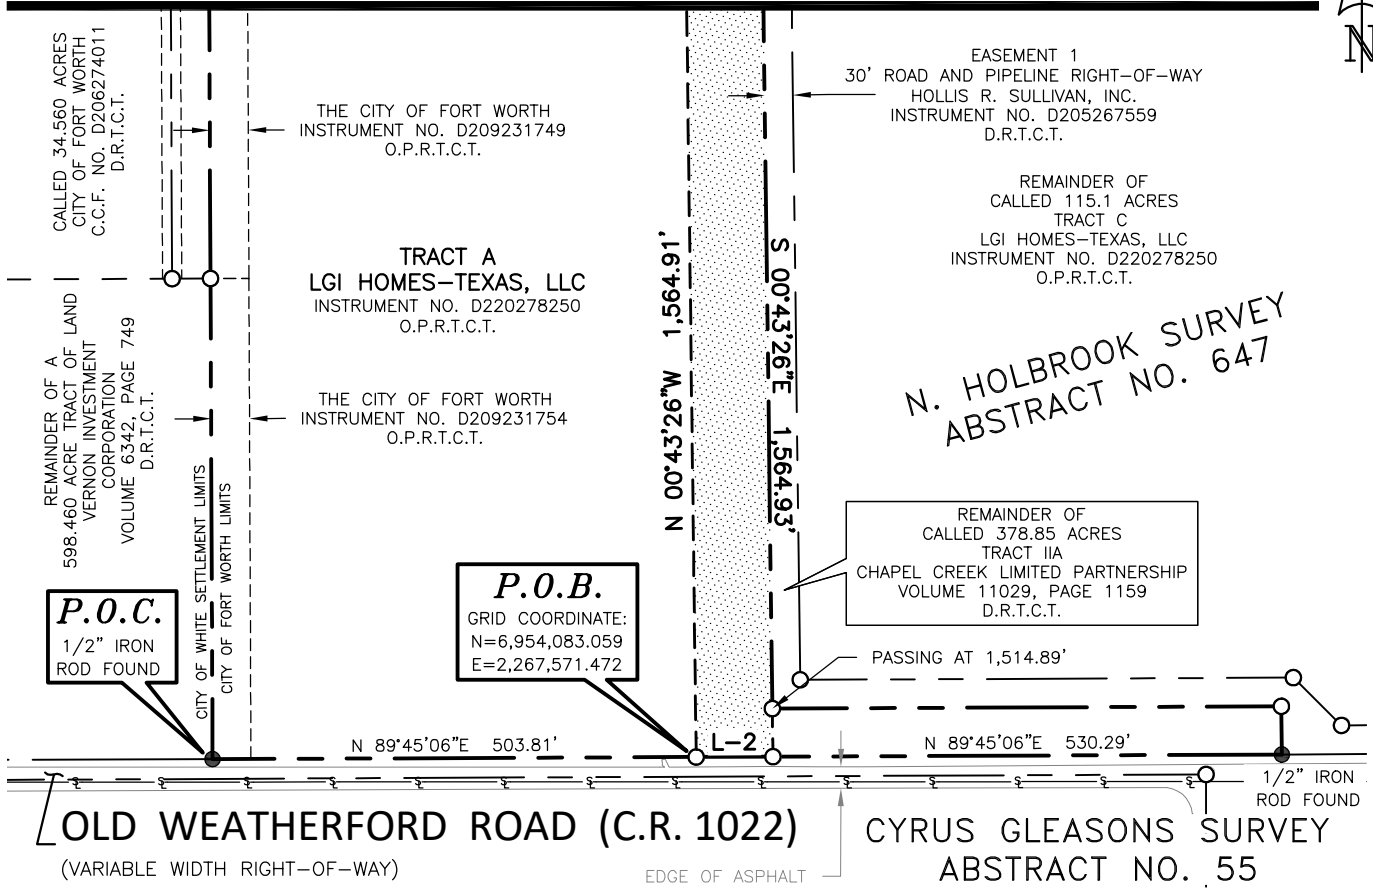 N
CALLED 34.560 ACRES
CITY OF FORT WORTH
C.C.F. NO. D206274011
D.R.T.C.T.
THE CITY OF FORT WORTH
INSTRUMENT NO. D209231749
O.P.R.T.C.T.
EASEMENT 1
30' ROAD AND PIPELINE RIGHT-OF-WAY
HOLLIS R. SULLIVAN, INC.
INSTRUMENT NO. D205267559
D.R.T.C.T.
REMAINDER OF
CALLED 115.1 ACRES
TRACT C
LGI HOMES-TEXAS, LLC
INSTRUMENT NO. D220278250
O.P.R.T.C.T.
TRACT A
LGI HOMES-TEXAS, LLC
INSTRUMENT NO. D220278250
O.P.R.T.C.T.
N 00°43'26"W 1,564.91'
S 00°43'26"E 1,564.93'
N. HOLBROOK SURVEY
ABSTRACT NO. 647
REMAINDER OF A
598.460 ACRE TRACT OF LAND
VERNON INVESTMENT
CORPORATION
VOLUME 6342, PAGE 749
D.R.T.C.T.
THE CITY OF FORT WORTH
INSTRUMENT NO. D209231754
O.P.R.T.C.T.
CITY OF WHITE SETTLEMENT LIMITS
CITY OF FORT WORTH LIMITS
REMAINDER OF
CALLED 378.85 ACRES
TRACT IIA
CHAPEL CREEK LIMITED PARTNERSHIP
VOLUME 11029, PAGE 1159
D.R.T.C.T.
P.O.C.
1/2" IRON
ROD FOUND
P.O.B.
GRID COORDINATE:
N=6,954,083.059
E=2,267,571.472
PASSING AT 1,514.89'
N 89°45'06"E 503.81'
L-2
N 89°45'06"E 530.29'
1/2" IRON
ROD FOUND
OLD WEATHERFORD ROAD (C.R. 1022)
(VARIABLE WIDTH RIGHT-OF-WAY)
EDGE OF ASPHALT
CYRUS GLEASONS SURVEY
ABSTRACT NO. 55